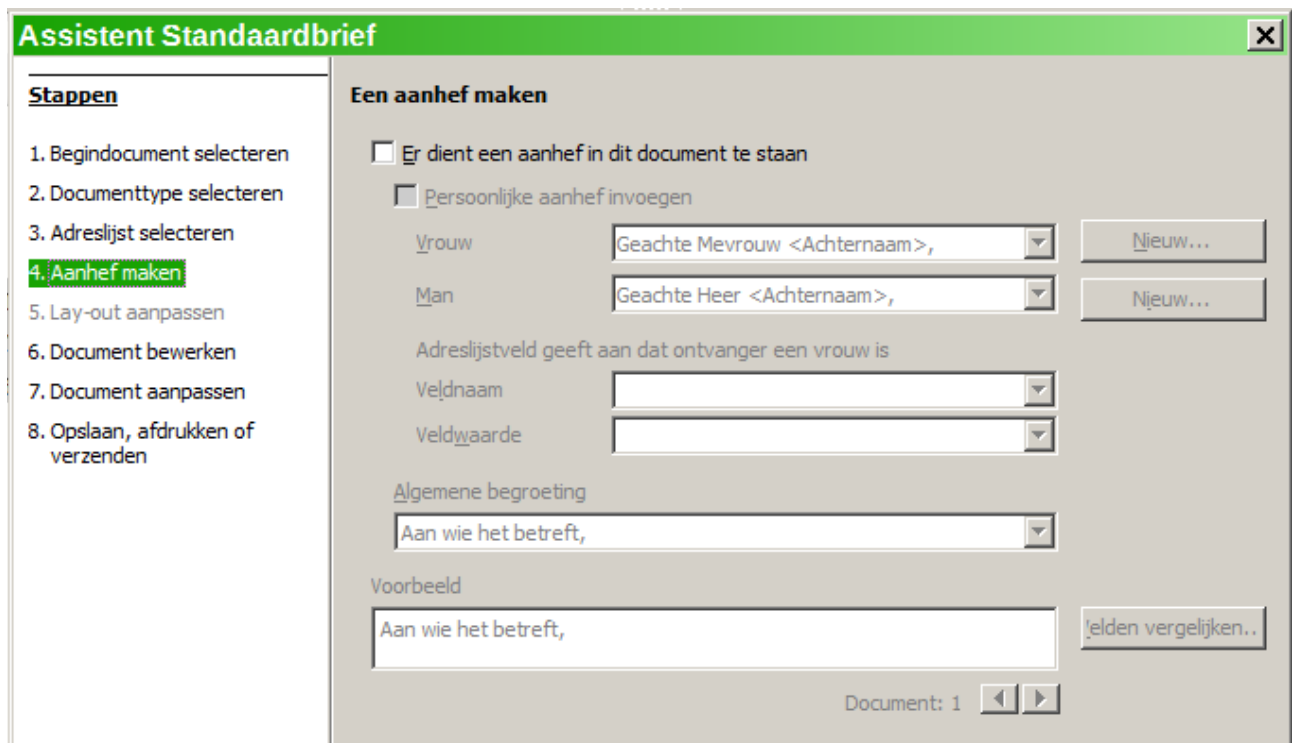 Assistent Standaardbrief
Stappen
1. Begindocument selecteren
2. Documenttype selecteren
3. Adreslijst selecteren
4. Aanhef maken
5. Lay-out aanpassen
6. Document bewerken
7. Document aanpassen
8. Opslaan, afdrukken of
verzenden
Een aanhef maken
Er dient een aanhef in dit document te staan
Persoonlijke aanhef invoegen
Vrouw
Geachte Mevrouw <Achternaam>,
Nieuw...
Man
Geachte Heer <Achternaam>,
Nieuw...
Adreslijstveld geeft aan dat ontvanger een vrouw is
Veldnaam
Veldwaarde
Algemene begroeting
Aan wie het betreft,
Voorbeeld
Aan wie het betreft,
'elden vergelijken..
Document: 1